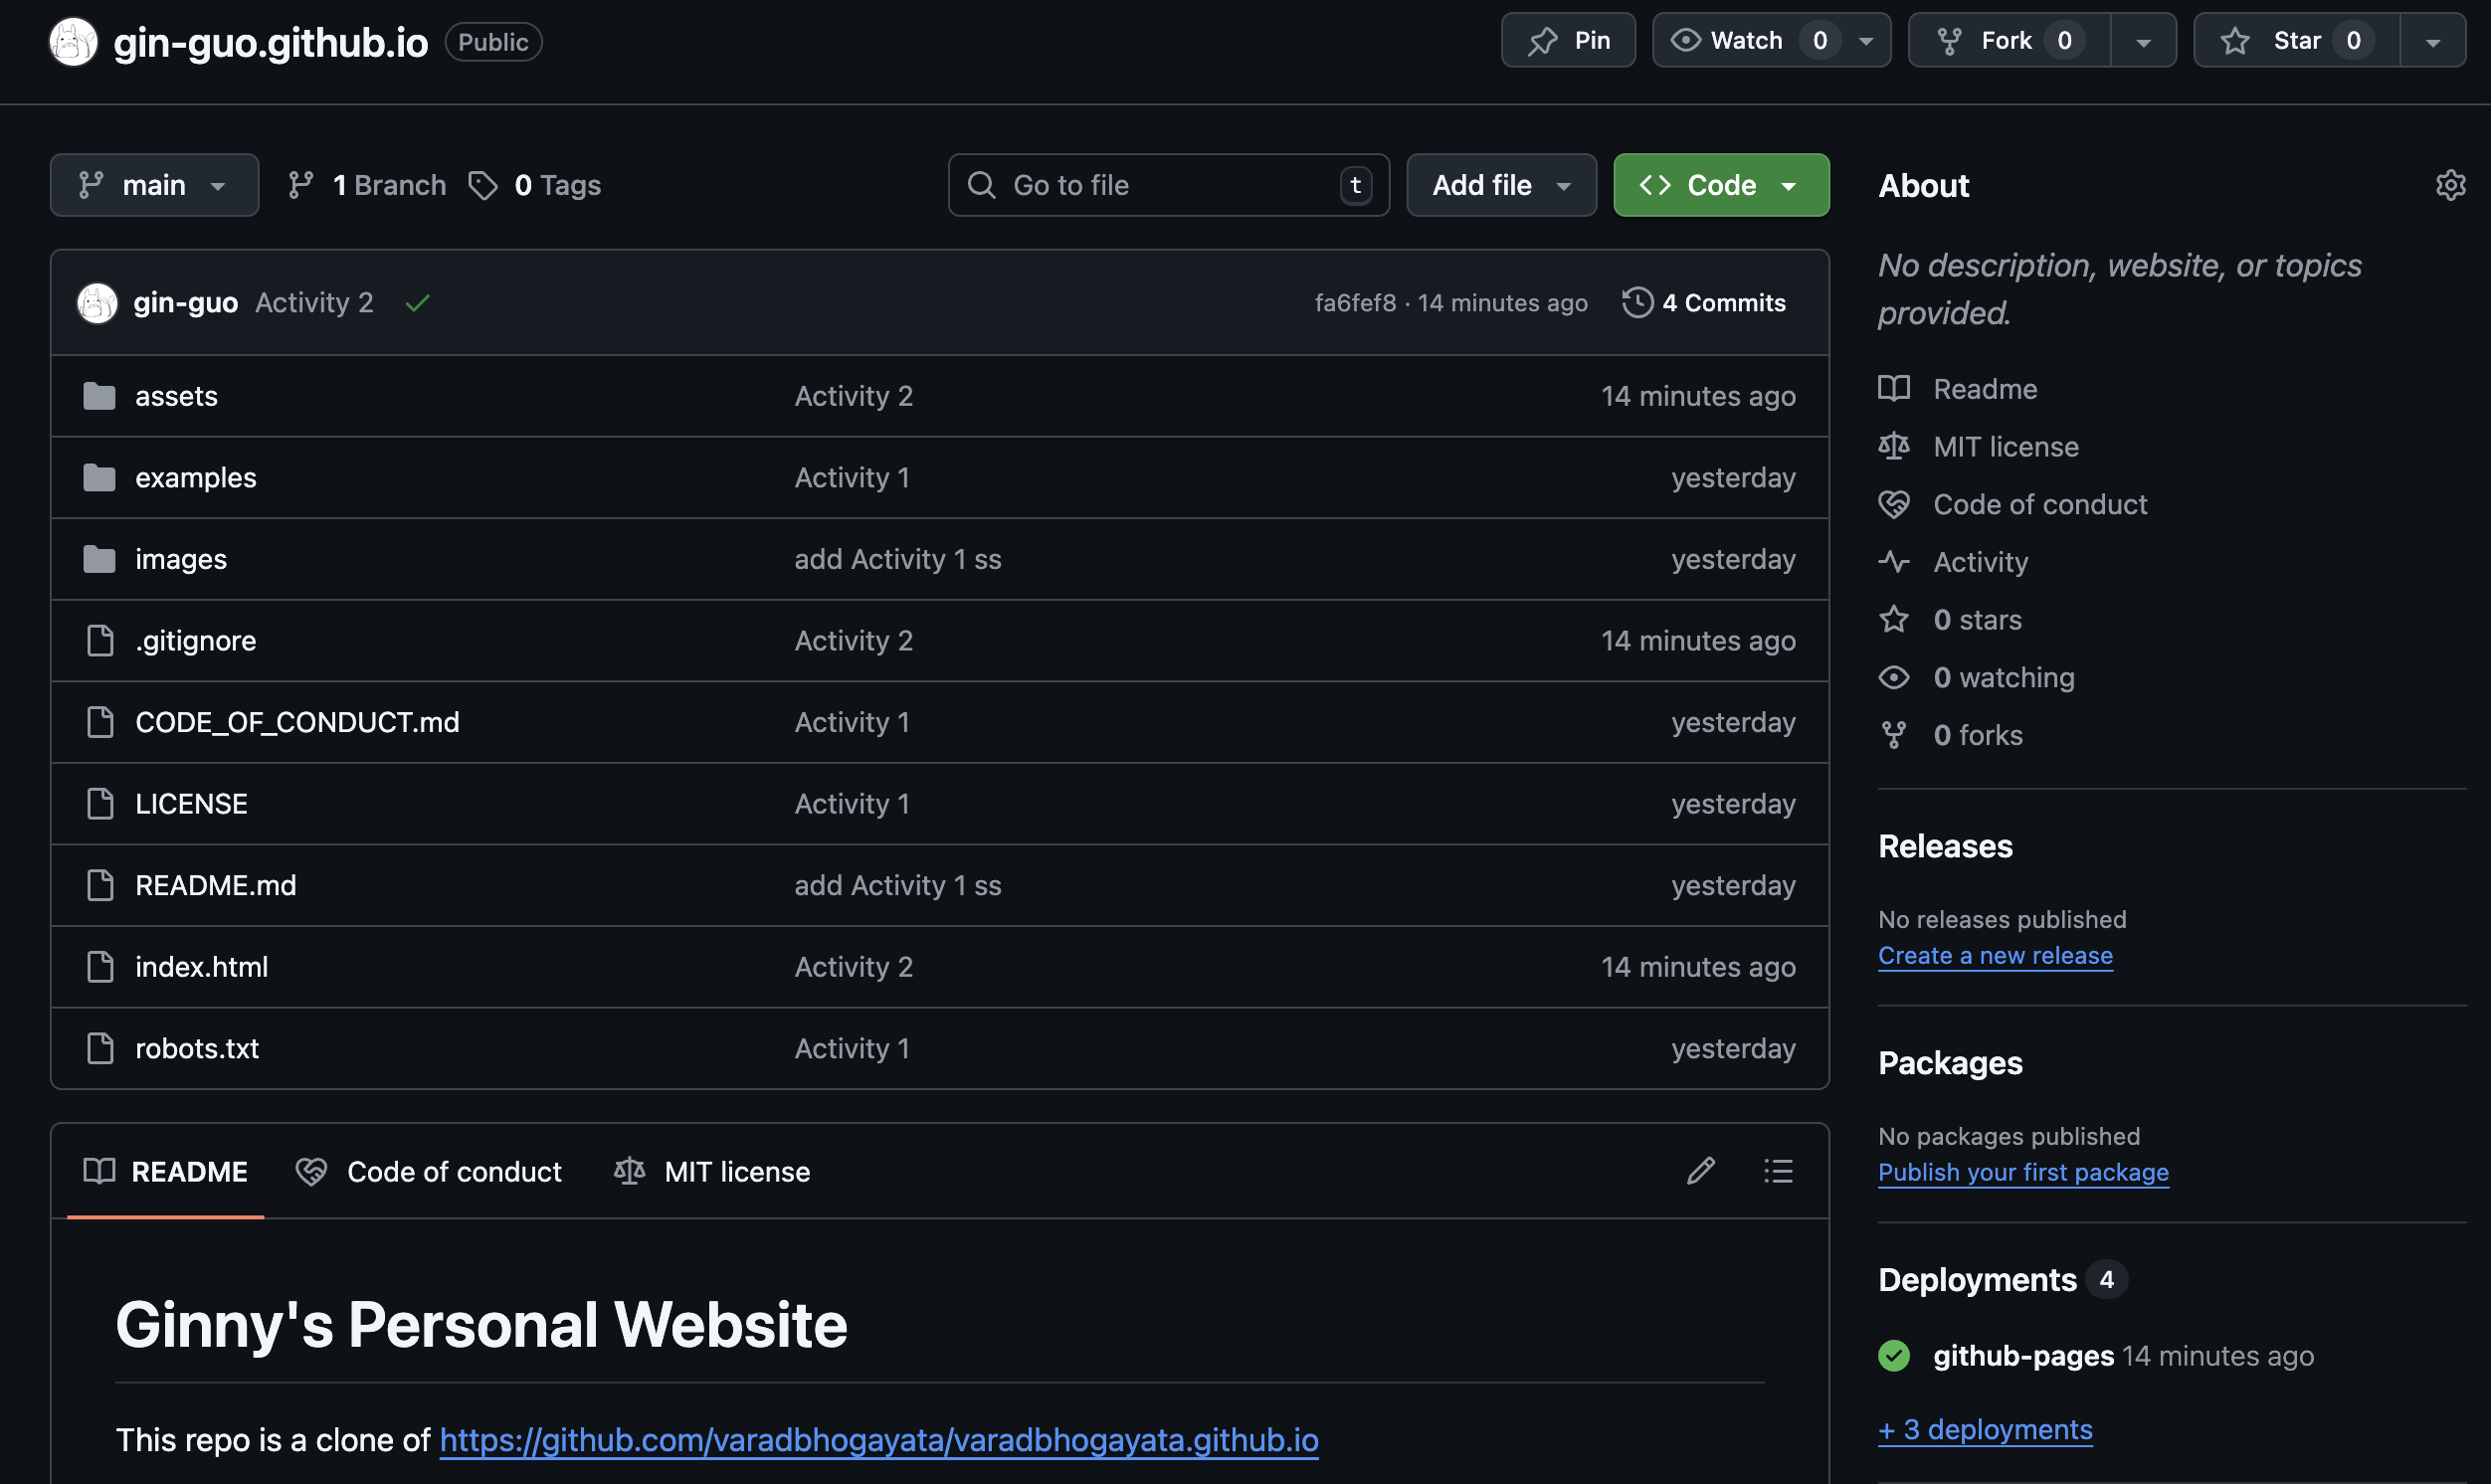 gin-guo.github.io Public Pin Watch 0 Fork 0 Star 0
main 1 Branch 0 Tags Go to file t Add file Code
gin-guo Activity 2 fa6fef8 · 14 minutes ago 4 Commits
assets Activity 2 14 minutes ago
examples Activity 1 yesterday
images add Activity 1 ss yesterday
.gitignore Activity 2 14 minutes ago
CODE_OF_CONDUCT.md Activity 1 yesterday
LICENSE Activity 1 yesterday
README.md add Activity 1 ss yesterday
index.html Activity 2 14 minutes ago
robots.txt Activity 1 yesterday
README Code of conduct MIT license
Ginny's Personal Website
This repo is a clone of https://github.com/varadbhogayata/varadbhogayata.github.io
About
No description, website, or topics
provided.
Readme
MIT license
Code of conduct
Activity
0 stars
0 watching
0 forks
Releases
No releases published
Create a new release
Packages
No packages published
Publish your first package
Deployments 4
github-pages 14 minutes ago
+ 3 deployments